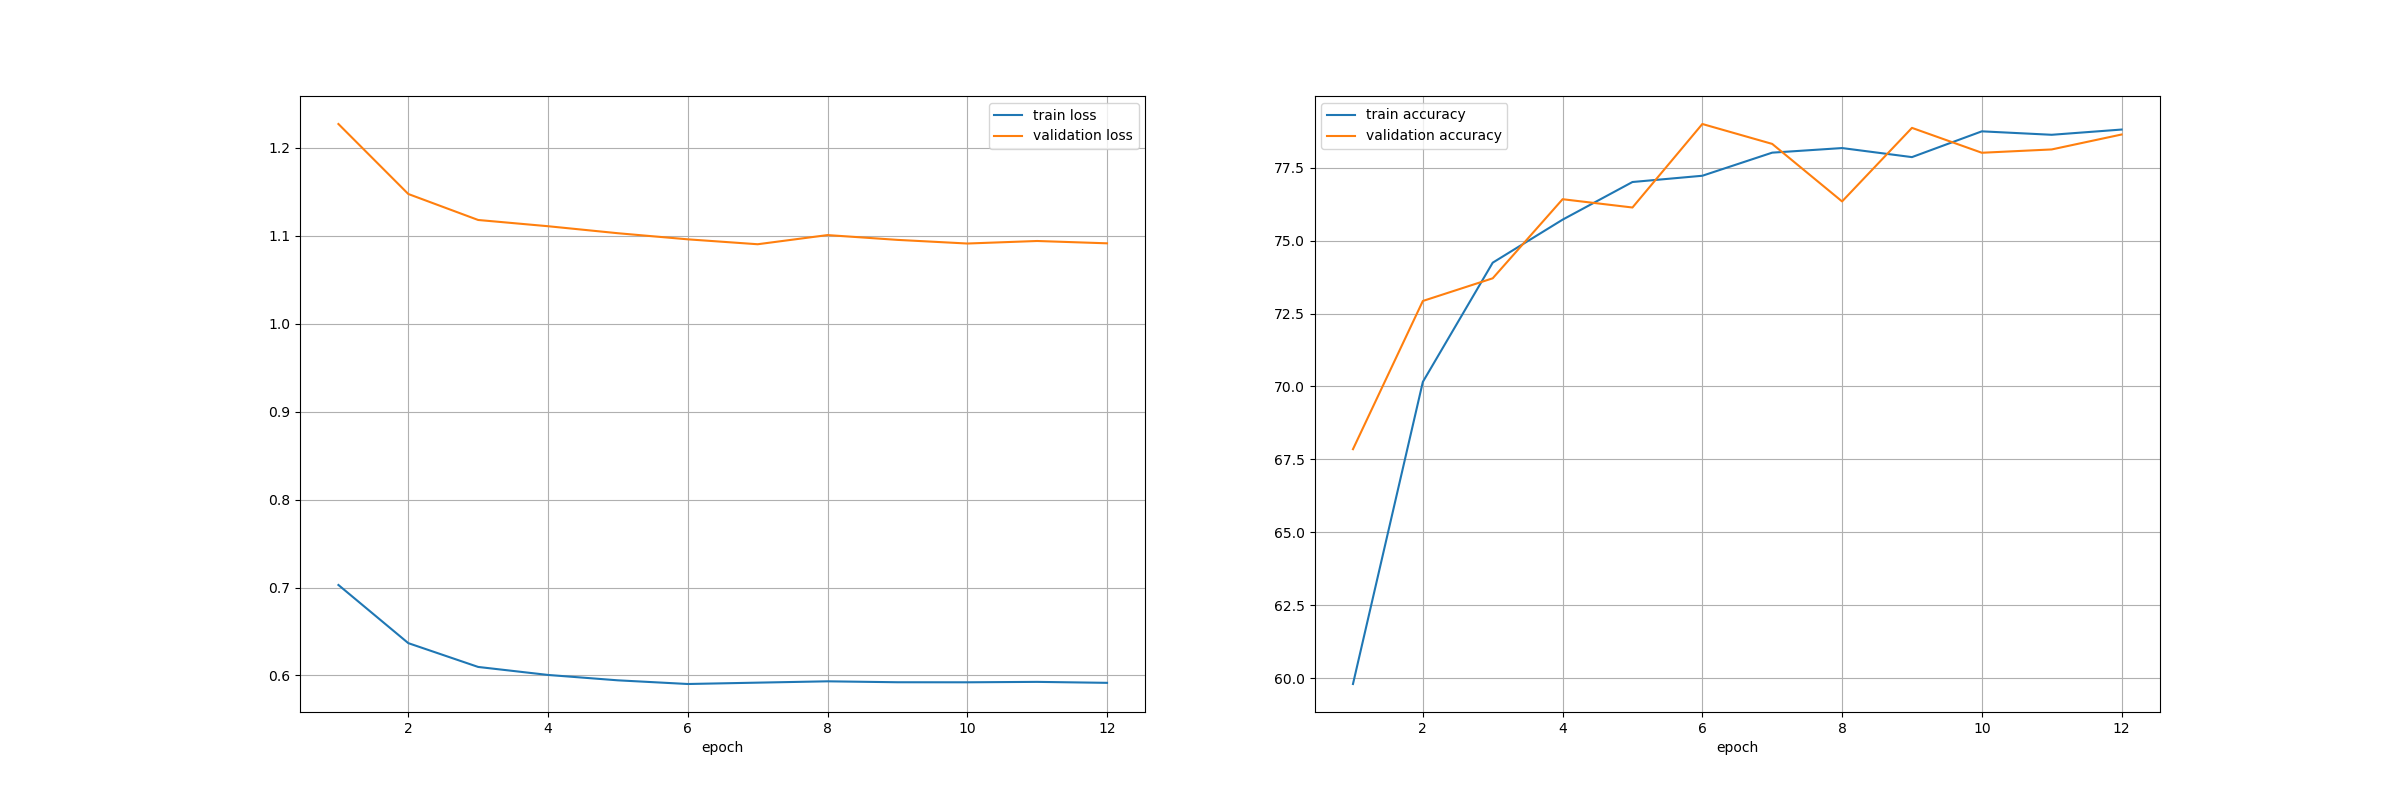 train loss
validation loss
1.2
1.1
1.0
0.9
0.8
0.7
0.6
2 4 6 8 10 12
epoch
train accuracy
validation accuracy
77.5
75.0
72.5
70.0
67.5
65.0
62.5
60.0
2 4 6 8 10 12
epoch